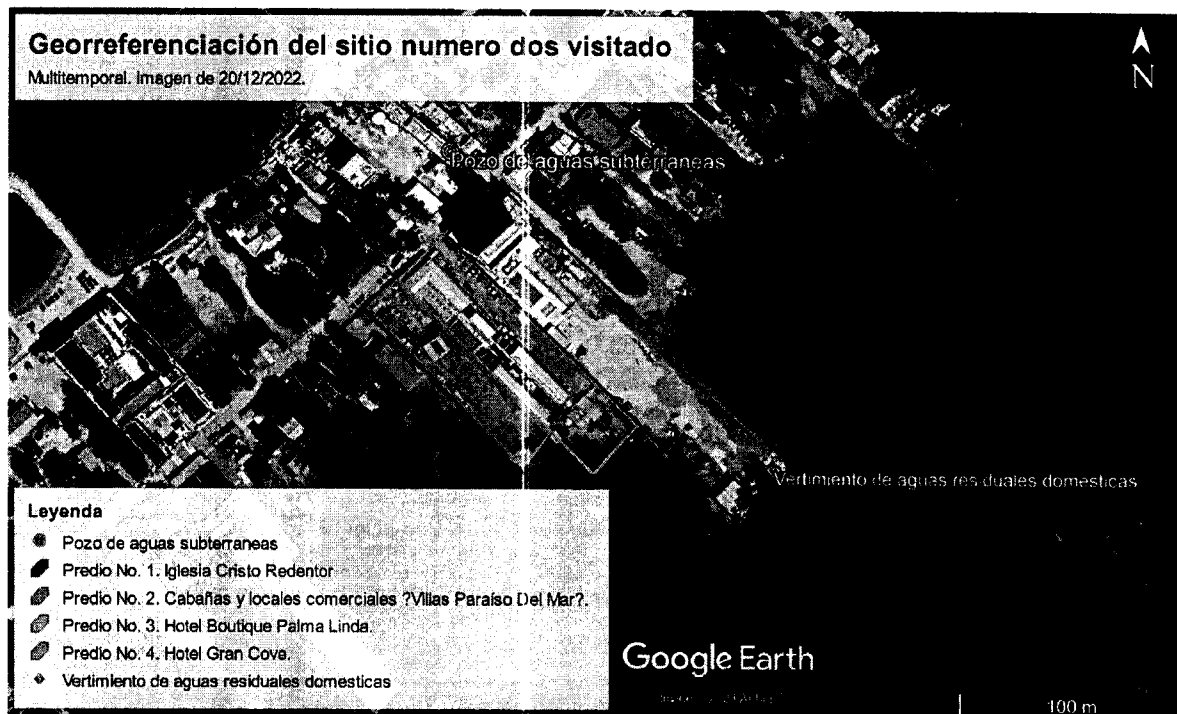 Georreferenciación del sitio numero dos visitado
Multitemporal. Imagen de 20/12/2022.
N
Pozo de aguas subterraneas
Vertimiento de aguas residuales domesticas
Leyenda
Pozo de aguas subterraneas
Predio No. 1. Iglesia Cristo Redentor
Predio No. 2. Cabañas y locales comerciales ?Villas Paraíso Del Mar?.
Predio No. 3. Hotel Boutique Palma Linda.
Predio No. 4. Hotel Gran Cove.
Vertimiento de aguas residuales domesticas
Google Earth
100 m